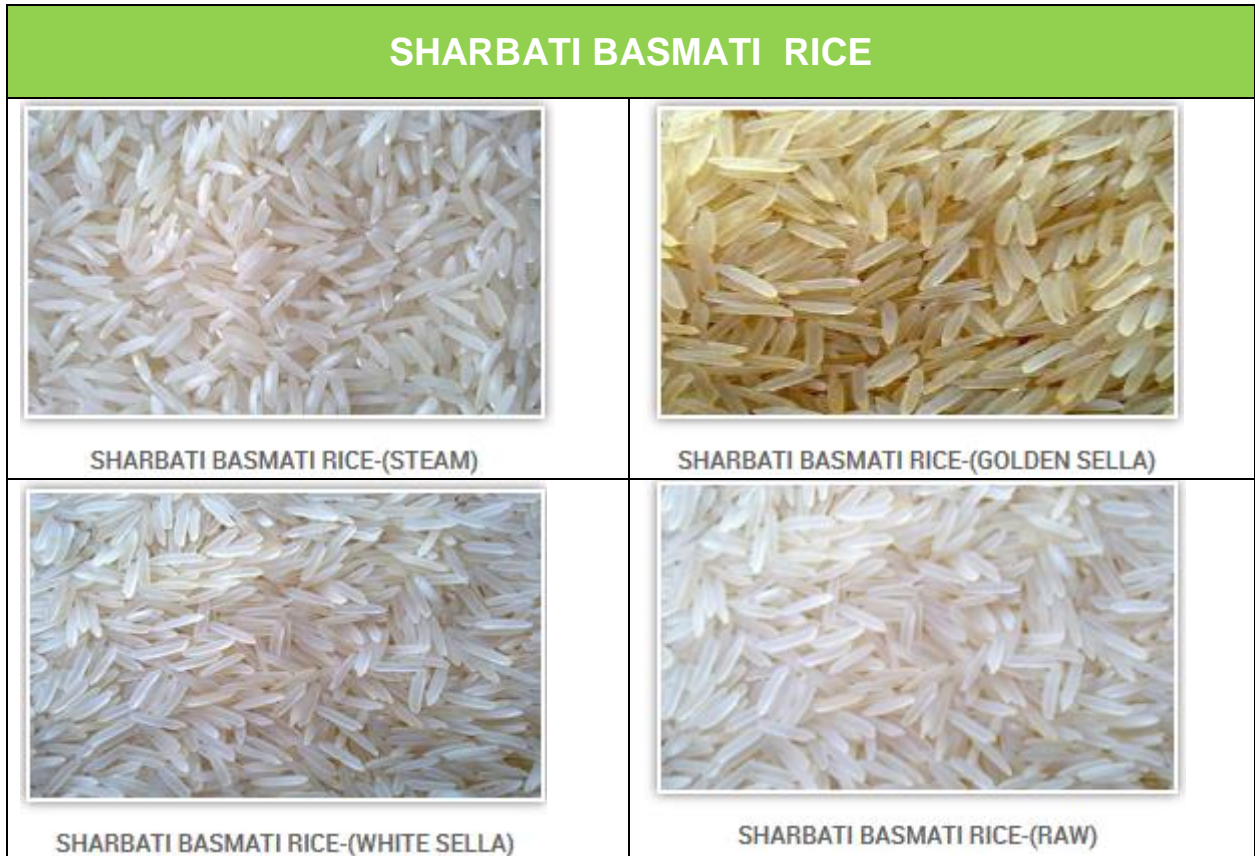 SHARBATI BASMATI RICE
SHARBATI BASMATI RICE-(STEAM)
SHARBATI BASMATI RICE-(GOLDEN SELLA)
SHARBATI BASMATI RICE-(WHITE SELLA)
SHARBATI BASMATI RICE-(RAW)